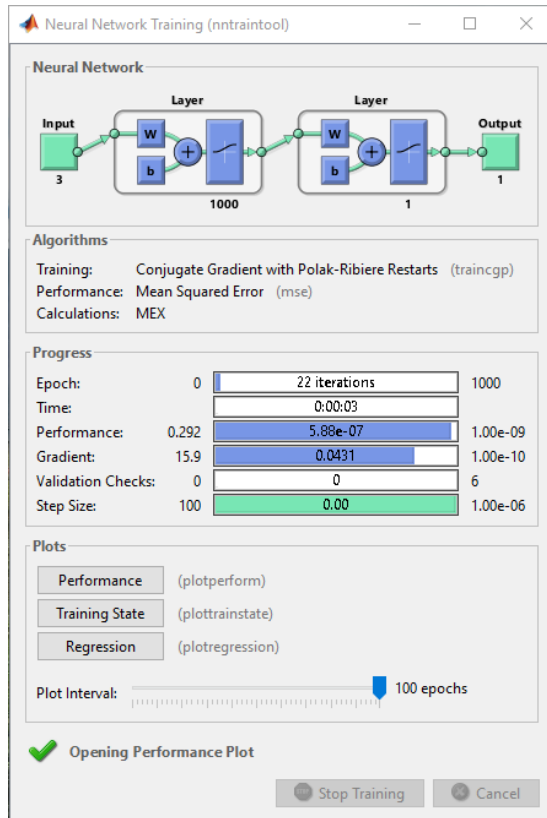 Neural Network Training (nntraintool)
Neural Network
Layer Layer
Input Output
W W
b b
3 1
1000 1
Algorithms
Training: Conjugate Gradient with Polak-Ribiere Restarts (traincgp)
Performance: Mean Squared Error (mse)
Calculations: MEX
Progress
Epoch: 0 22 iterations 1000
Time: 0:00:03
Performance: 0.292 5.88e-07 1.00e-09
Gradient: 15.9 0.0431 1.00e-10
Validation Checks: 0 0 6
Step Size: 100 0.00 1.00e-06
Plots
Performance (plotperform)
Training State (plottrainstate)
Regression (plotregression)
Plot Interval: 100 epochs
Opening Performance Plot
Stop Training Cancel